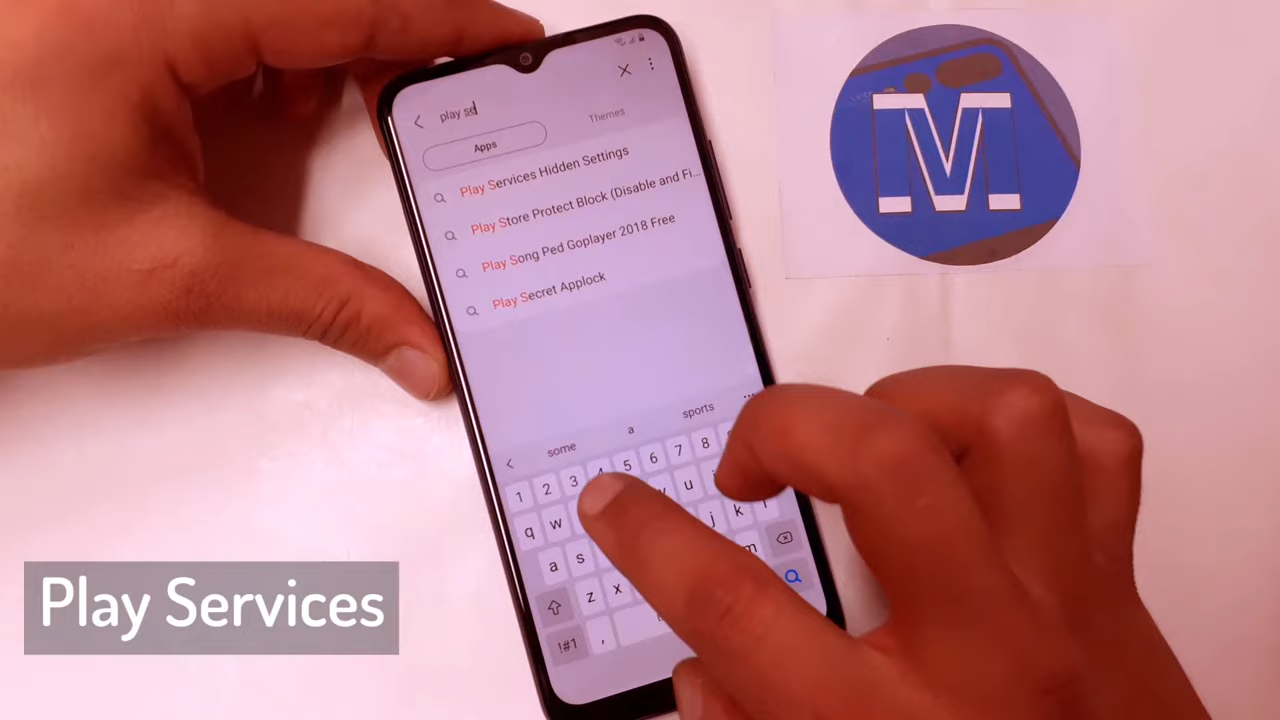 play se
Apps
Themes
Play Services Hidden Settings
Play Store Protect Block (Disable and Fi...
Play Song Ped Goplayer 2018 Free
Play Secret Applock
some a sports
1 2 3 4 5 6 7 8
q w u
a s j k l
z x m
!#1 ,
M
Play Services